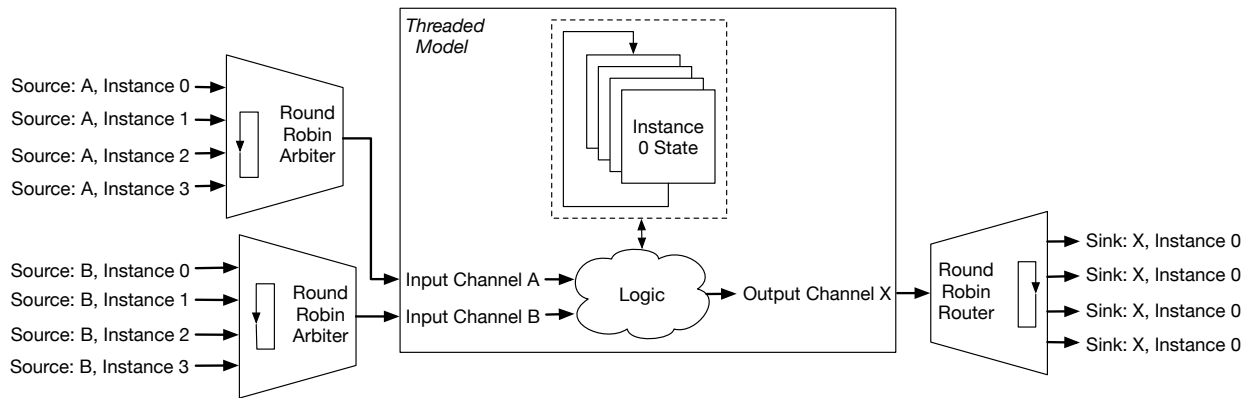 Threaded
Model
Source: A, Instance 0
Source: A, Instance 1
Source: A, Instance 2
Source: A, Instance 3
Round
Robin
Arbiter
Instance
0 State
Source: B, Instance 0
Source: B, Instance 1
Source: B, Instance 2
Source: B, Instance 3
Round
Robin
Arbiter
Input Channel A
Input Channel B
Logic
Output Channel X
Round
Robin
Router
Sink: X, Instance 0
Sink: X, Instance 0
Sink: X, Instance 0
Sink: X, Instance 0